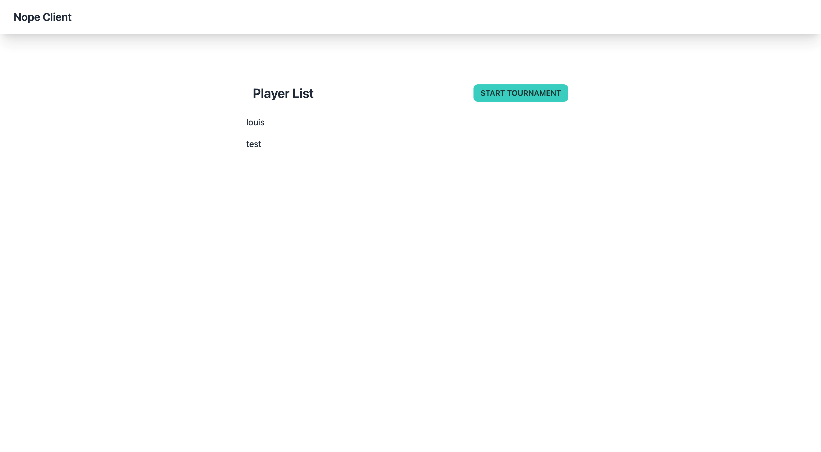 Nope Client
Player List
START TOURNAMENT
louis
test